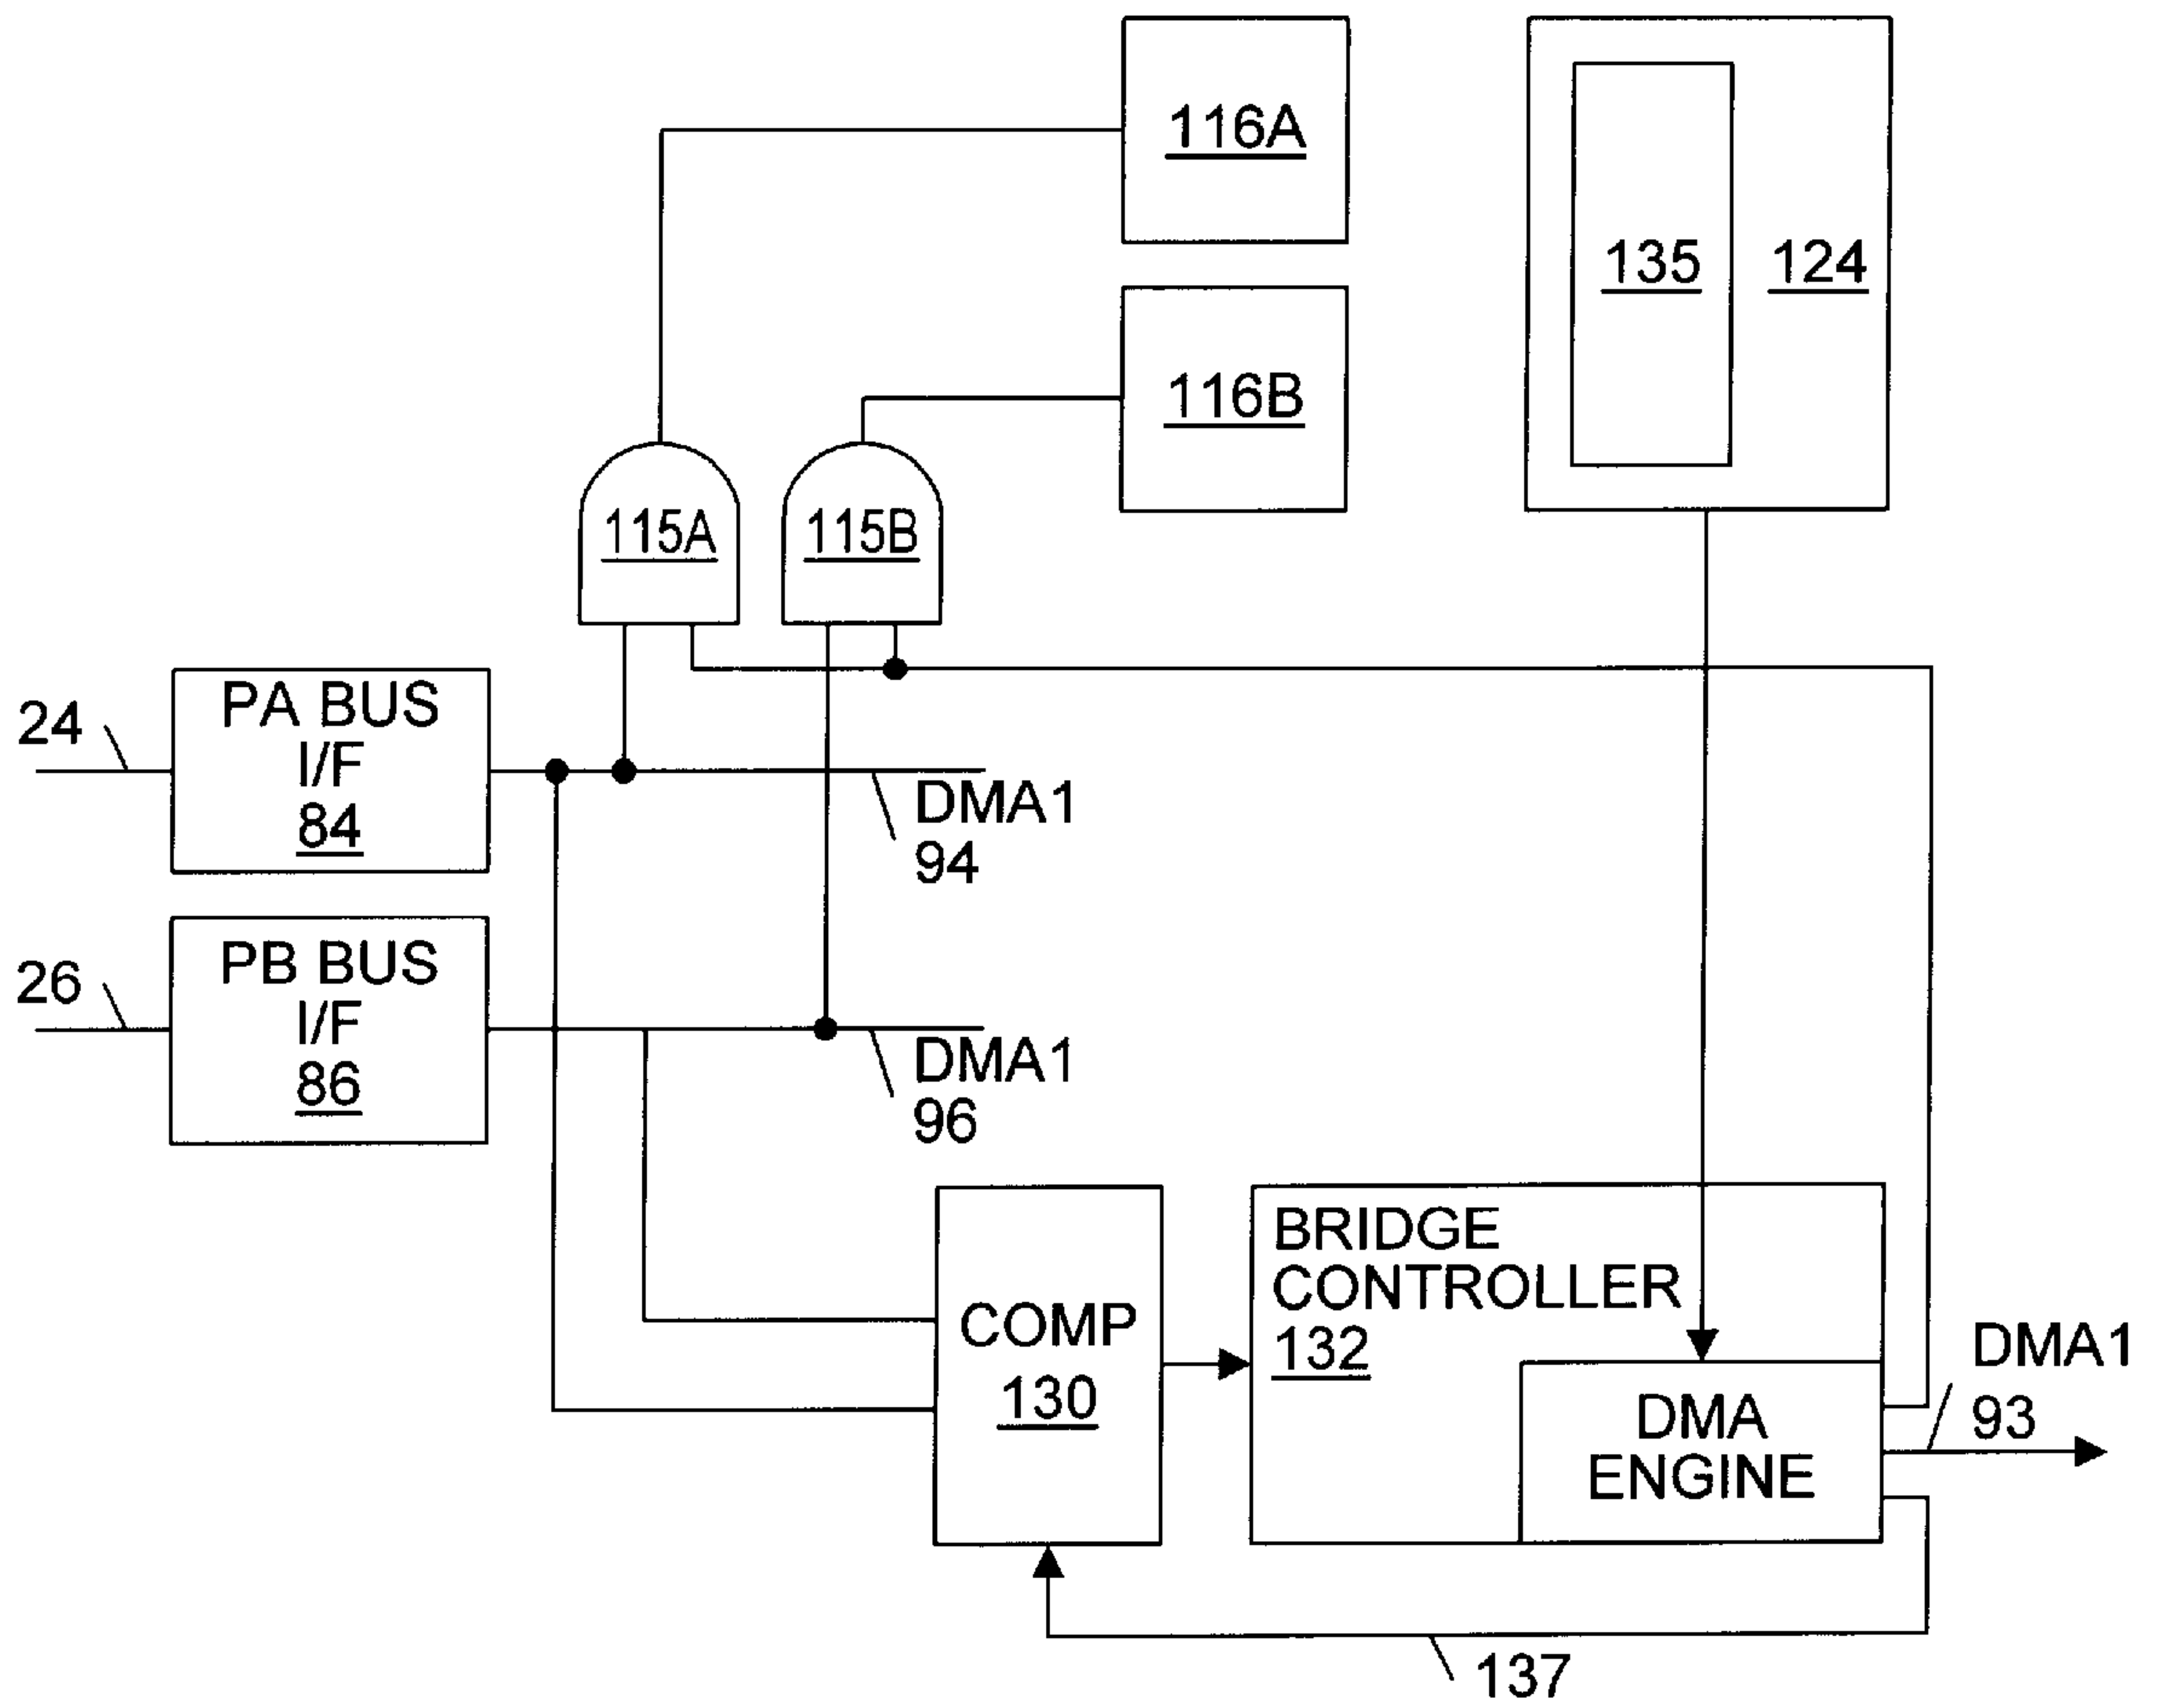 116A
135
124
116B
115A
115B
24
PA BUS
I/F
84
DMA1
94
26
PB BUS
I/F
86
DMA1
96
BRIDGE
CONTROLLER
132
COMP
130
DMA
ENGINE
DMA1
93
137